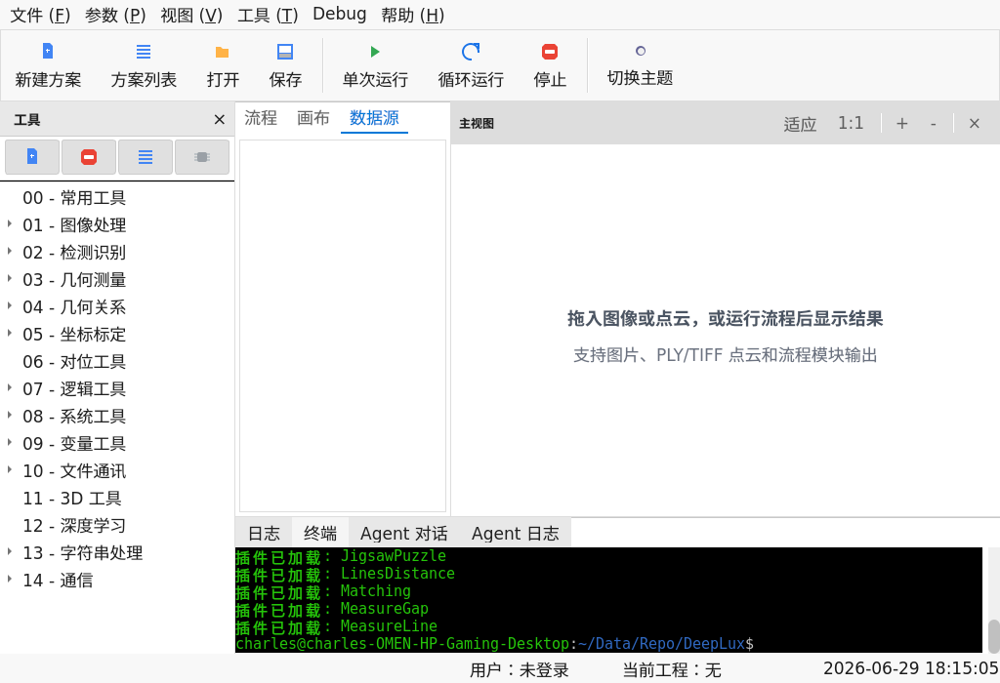 文件 (F) 参数 (P) 视图 (V) 工具 (T) Debug 帮助 (H)
新建方案 方案列表 打开 保存 单次运行 循环运行 停止 切换主题
工具 ×
流程 画布 数据源
主视图 适应 1:1 + - ×
00 - 常用工具
01 - 图像处理
02 - 检测识别
03 - 几何测量
04 - 几何关系
05 - 坐标标定
06 - 对位工具
07 - 逻辑工具
08 - 系统工具
09 - 变量工具
10 - 文件通讯
11 - 3D 工具
12 - 深度学习
13 - 字符串处理
14 - 通信
拖入图像或点云，或运行流程后显示结果
支持图片、PLY/TIFF 点云和流程模块输出
日志 终端 Agent 对话 Agent 日志
插件已加载: JigsawPuzzle
插件已加载: LinesDistance
插件已加载: Matching
插件已加载: MeasureGap
插件已加载: MeasureLine
charles@charles-OMEN-HP-Gaming-Desktop:~/Data/Repo/DeepLux$
用户：未登录 当前工程：无 2026-06-29 18:15:05